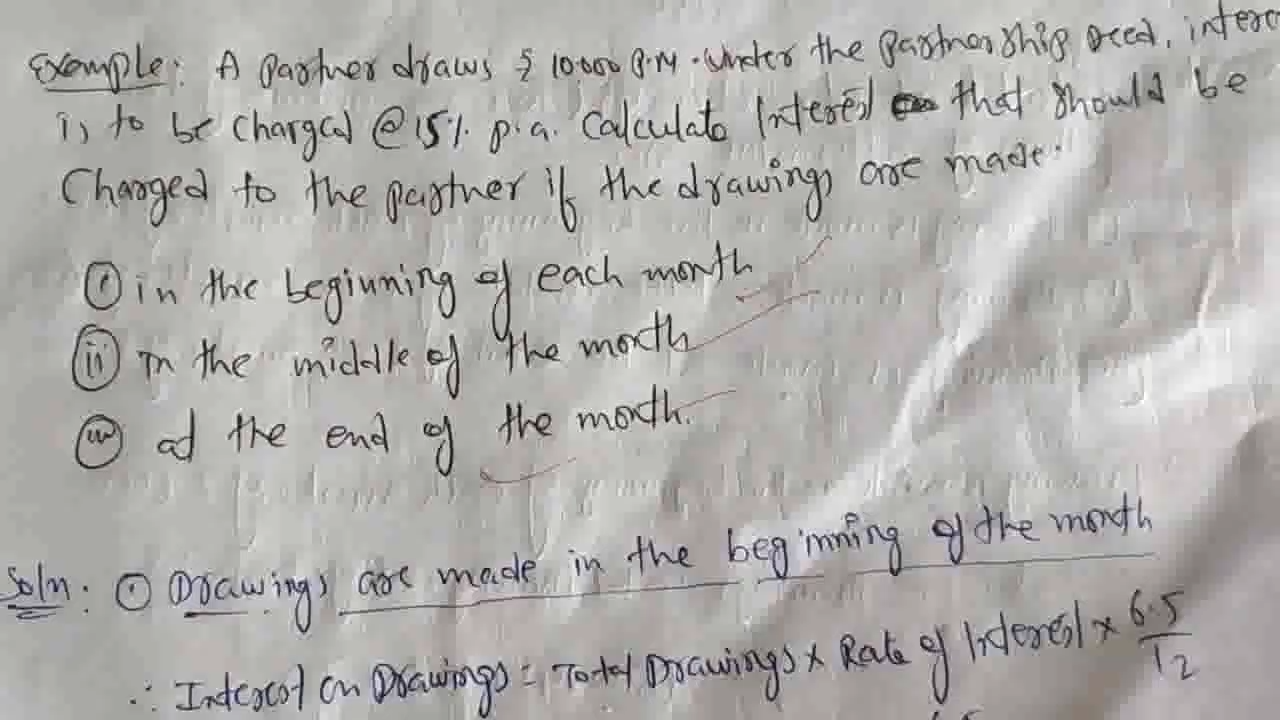 Example: A partner draws ₹ 10,000 P.M. Under the partnership Deed, interes
is to be charged @ 15% p.a. Calculate Interest that should be
Charged to the partner if the drawings are made:
(i) in the beginning of each month
(ii) in the middle of the month
(iii) at the end of the month.
Soln: (i) Drawings are made in the beginning of the month
∴ Interest on Drawings = Total Drawings x Rate of Interest x 6.5/12